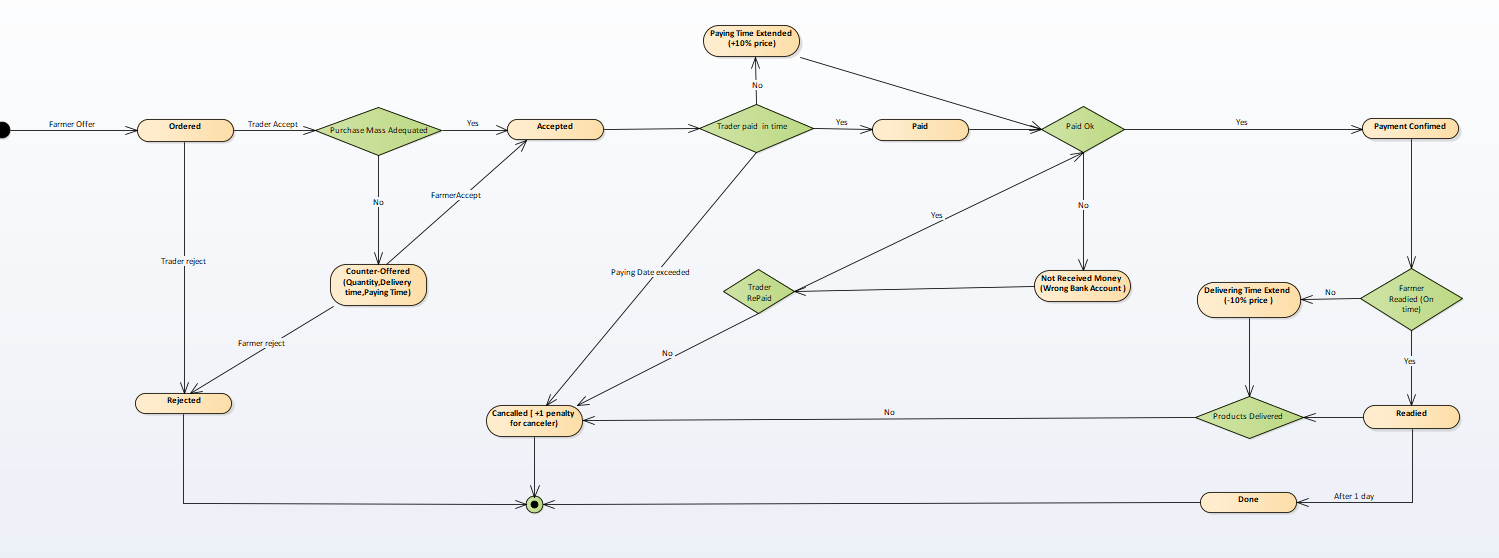 Paying Time Extended
(+10% price)
No
Farmer Offer
Ordered
Trader Accept
Purchase Mass Adequated
Yes
Accepted
Trader paid in time
Yes
Paid
Paid Ok
Yes
Payment Confimed
No
FarmerAccept
No
Yes
Trader reject
Counter-Offered
(Quantity,Delivery
time,Paying Time)
Paying Date exceeded
Trader
RePaid
Not Received Money
(Wrong Bank Account )
Delivering Time Extend
(-10% price )
No
Farmer
Readied (On
time)
Farmer reject
No
Yes
Rejected
Cancalled ( +1 penalty
for canceler)
No
Products Delivered
Readied
Done
After 1 day